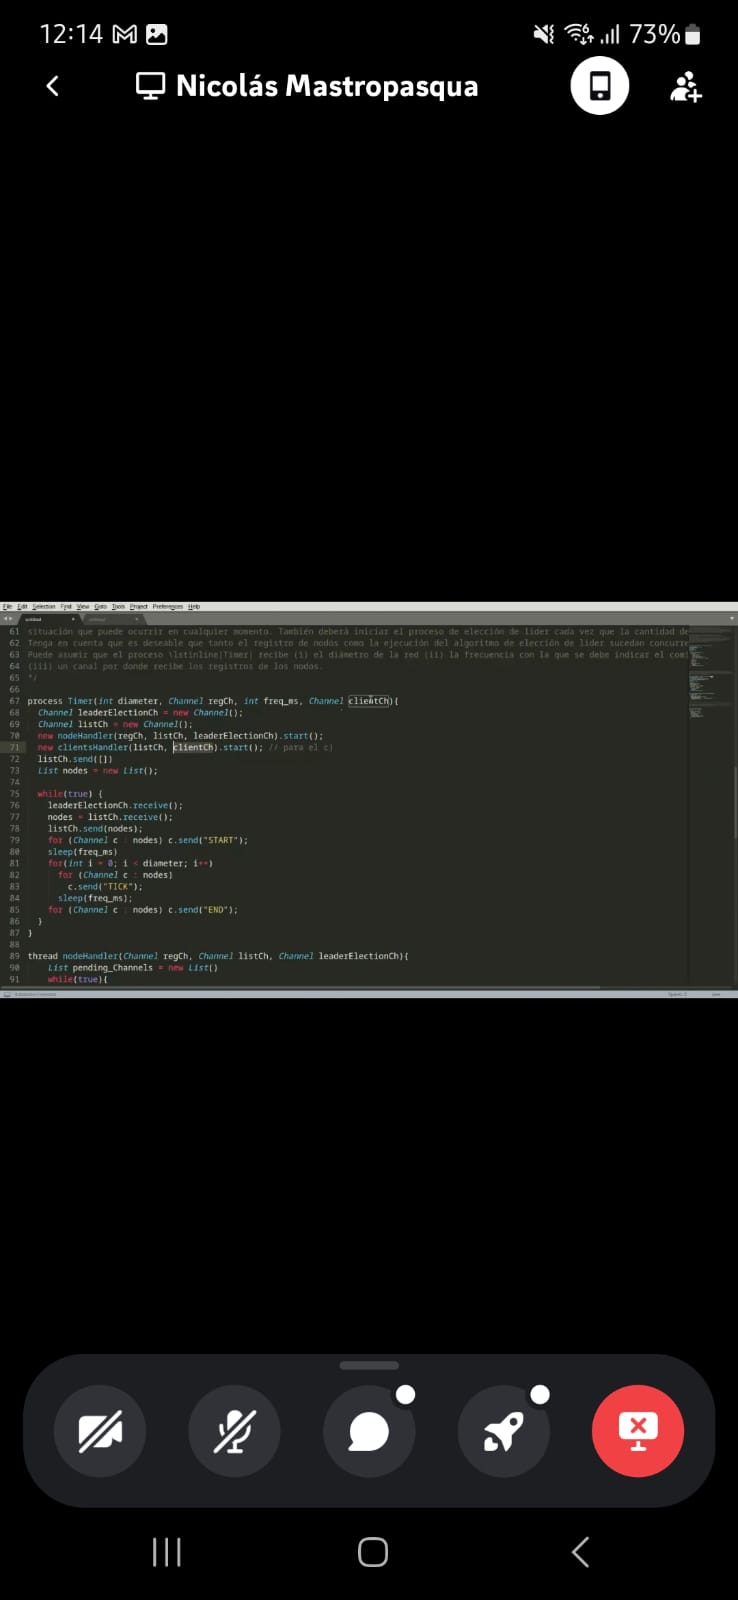 12:14
73%
Nicolás Mastropasqua
File Edit Selection Find View Goto Tools Project Preferences Help
untitled
untitled
61 situación que puede ocurrir en cualquier momento. También deberá iniciar el proceso de elección de líder cada vez que la cantidad de
62 Tenga en cuenta que es deseable que tanto el registro de nodos como la ejecución del algoritmo de elección de líder sucedan concurre
63 Puede asumir que el proceso \lstinline|Timer| recibe (i) el diámetro de la red (ii) la frecuencia con la que se debe indicar el com
64 (iii) un canal por donde recibe los registros de los nodos.
65 */
66
67 process Timer(int diameter, Channel regCh, int freq_ms, Channel clientCh){
68 Channel leaderElectionCh = new Channel();
69 Channel listCh = new Channel();
70 new nodeHandler(regCh, listCh, leaderElectionCh).start();
71 new clientsHandler(listCh, clientCh).start(); // para el c)
72 listCh.send([])
73 List nodes = new List();
74
75 while(true) {
76 leaderElectionCh.receive();
77 nodes = listCh.receive();
78 listCh.send(nodes);
79 for (Channel c : nodes) c.send("START");
80 sleep(freq_ms)
81 for(int i = 0; i < diameter; i++)
82 for (Channel c : nodes)
83 c.send("TICK");
84 sleep(freq_ms);
85 for (Channel c : nodes) c.send("END");
86 }
87 }
88
89 thread nodeHandler(Channel regCh, Channel listCh, Channel leaderElectionCh){
90 List pending_Channels = new List()
91 while(true){